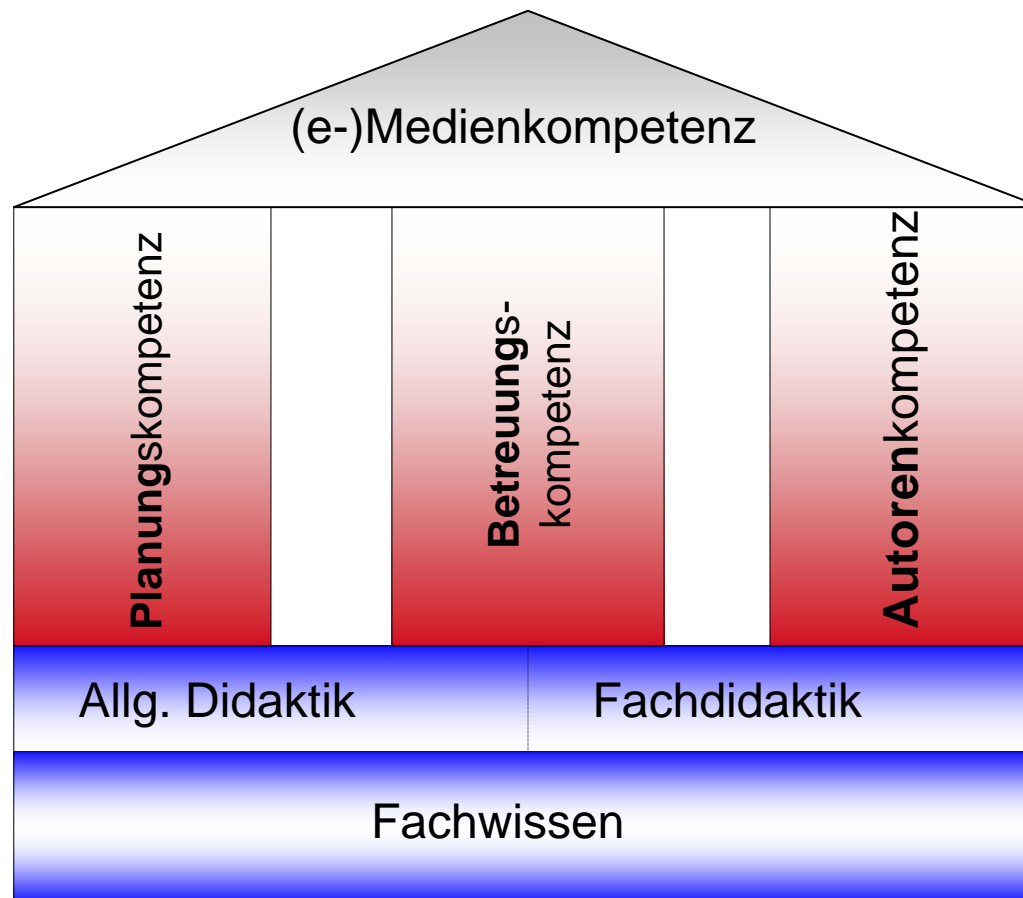 (e-)Medienkompetenz
Planungskompetenz
Betreuungs-
kompetenz
Autorenkompetenz
Allg. Didaktik
Fachdidaktik
Fachwissen